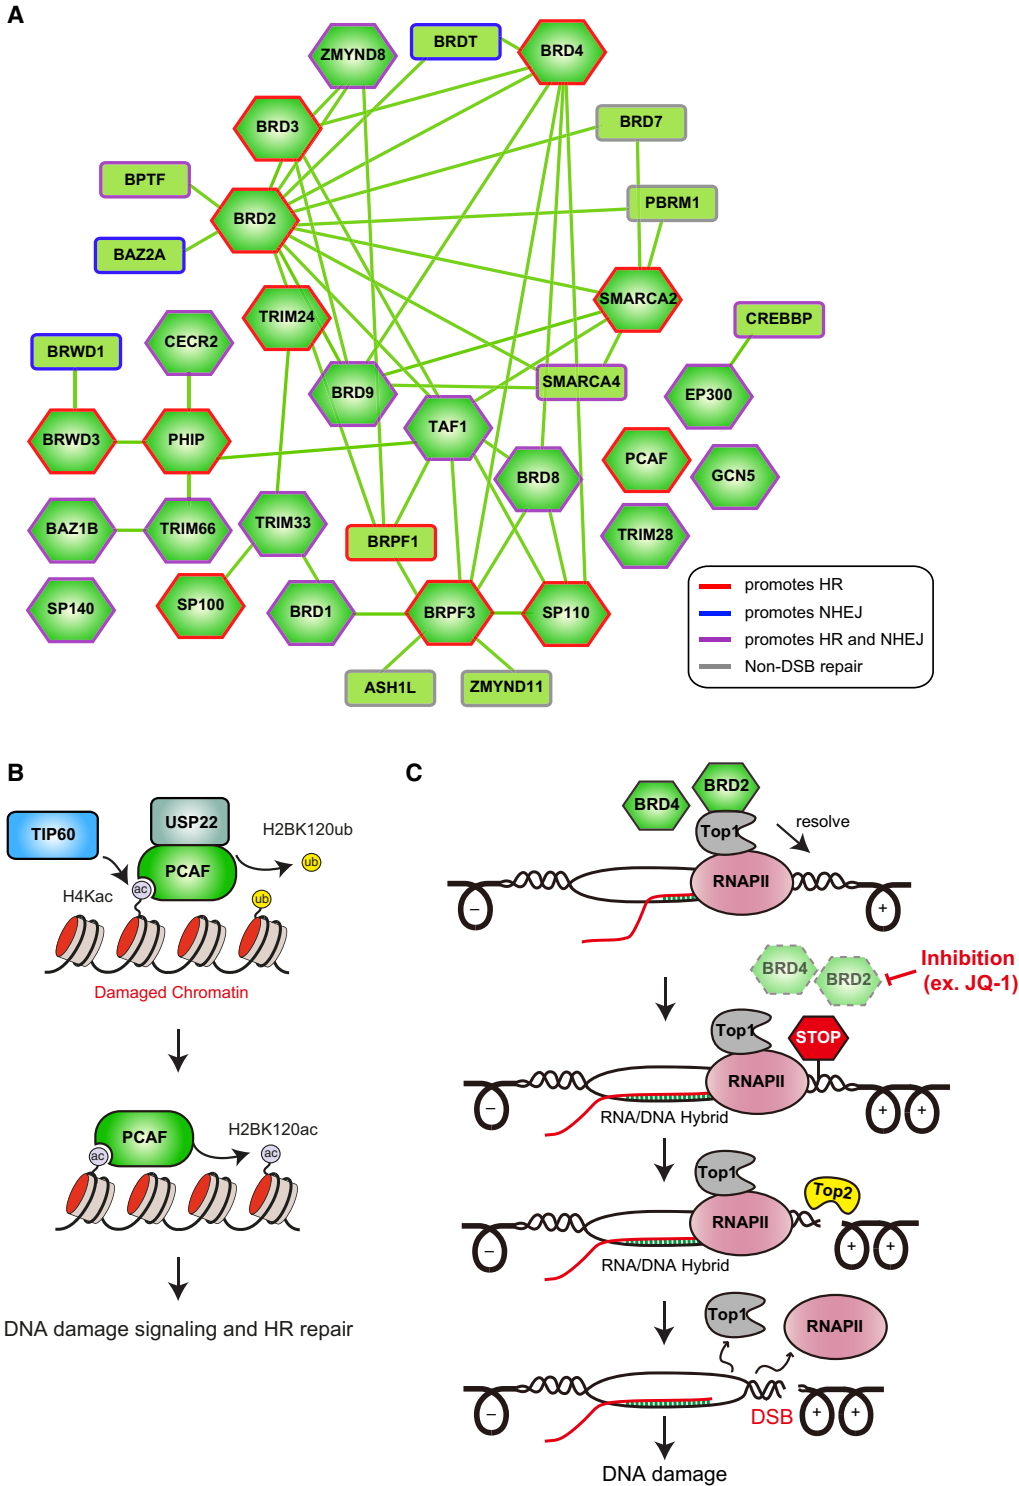 A
ZMYND8
BRDT
BRD4
BRD3
BRD7
BPTF
PBRM1
BRD2
BAZ2A
SMARCA2
TRIM24
CREBBP
CECR2
BRWD1
BRD9
SMARCA4
EP300
TAF1
BRWD3
PHIP
PCAF
GCN5
BRD8
BAZ1B
TRIM66
TRIM33
BRPF1
TRIM28
SP140
SP100
BRD1
BRPF3
SP110
ASH1L
ZMYND11
promotes HR
promotes NHEJ
promotes HR and NHEJ
Non-DSB repair
B
TIP60
USP22
H2BK120ub
PCAF
ub
ac
H4Kac
ub
Damaged Chromatin
PCAF
H2BK120ac
ac
ac
DNA damage signaling and HR repair
C
BRD4
BRD2
Top1
resolve
RNAPII
–
+
BRD4
BRD2
Inhibition
(ex. JQ-1)
Top1
STOP
RNAPII
–
RNA/DNA Hybrid
+
+
Top1
Top2
RNAPII
–
RNA/DNA Hybrid
+
+
Top1
RNAPII
–
DSB
+
+
DNA damage